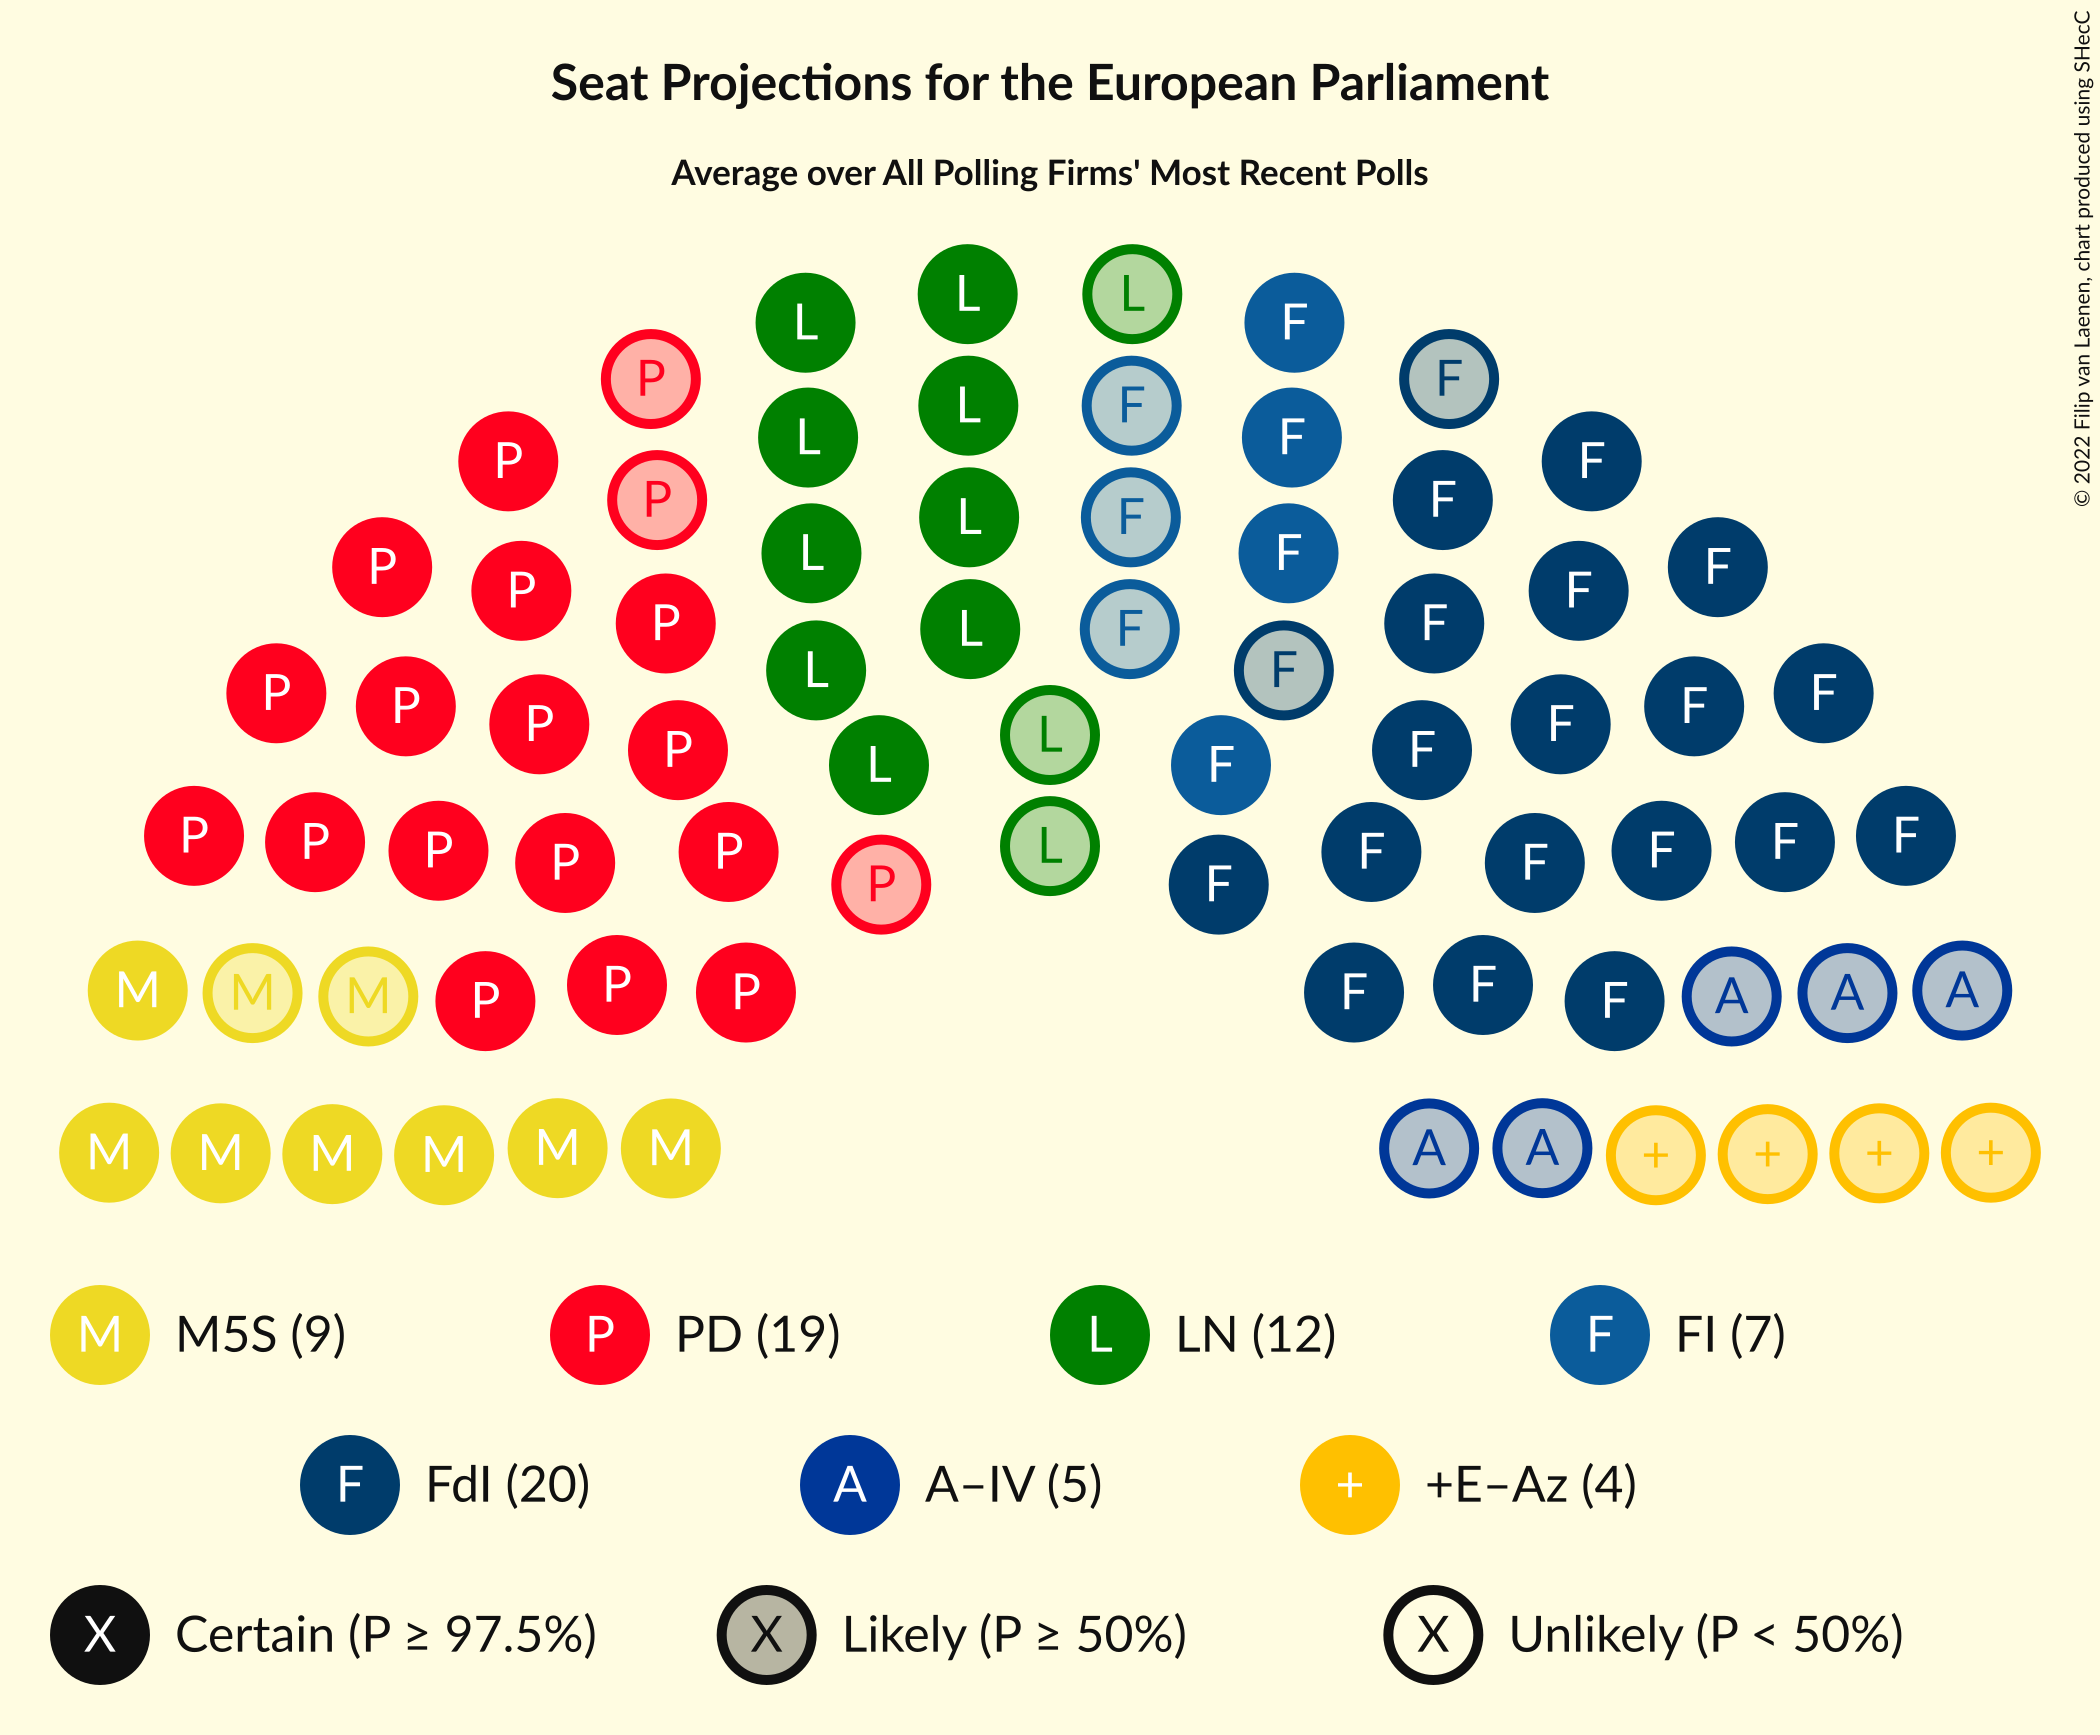 Seat Projections for the European Parliament
Average over All Polling Firms' Most Recent Polls
© 2022 Filip van Laenen, chart produced using SHecC
L L
L F
P F
L L F F
P F
P F
P F
L L F F
P P F F
L L F F
P P F F
P P P P F F F F
L L F F
P P P P P L F F F F F F
P F
M M M P P P F F F A A A
M M M M M M A A + + + +
M M5S (9) P PD (19) L LN (12) F FI (7)
F FdI (20) A A–IV (5) + +E–Az (4)
X Certain (P ≥ 97.5%) X Likely (P ≥ 50%) X Unlikely (P < 50%)